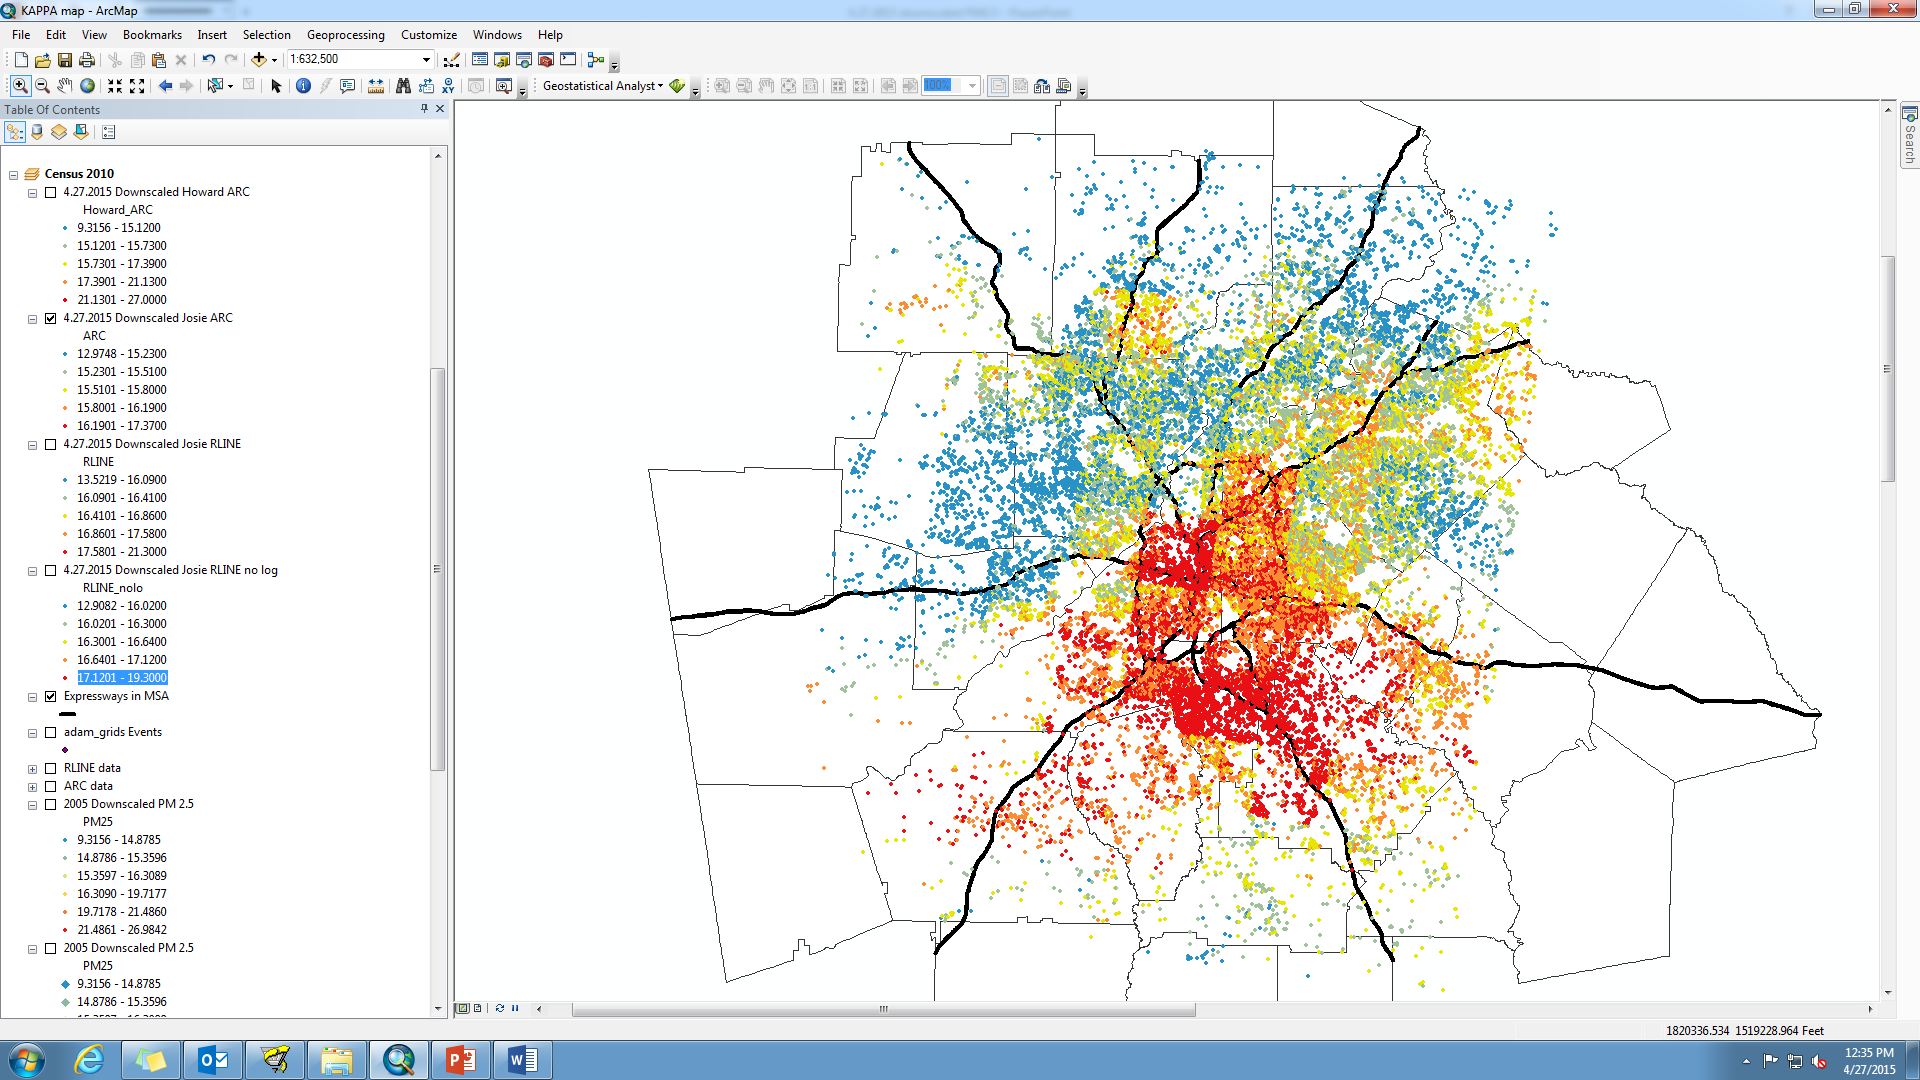 KAPPA map - ArcMap
File Edit View Bookmarks Insert Selection Geoprocessing Customize Windows Help
1:632,500
Geostatistical Analyst
100%
Table Of Contents
Search
Census 2010
4.27.2015 Downscaled Howard ARC
Howard_ARC
9.3156 - 15.1200
15.1201 - 15.7300
15.7301 - 17.3900
17.3901 - 21.1300
21.1301 - 27.0000
4.27.2015 Downscaled Josie ARC
ARC
12.9748 - 15.2300
15.2301 - 15.5100
15.5101 - 15.8000
15.8001 - 16.1900
16.1901 - 17.3700
4.27.2015 Downscaled Josie RLINE
RLINE
13.5219 - 16.0900
16.0901 - 16.4100
16.4101 - 16.8600
16.8601 - 17.5800
17.5801 - 21.3000
4.27.2015 Downscaled Josie RLINE no log
RLINE_nolo
12.9082 - 16.0200
16.0201 - 16.3000
16.3001 - 16.6400
16.6401 - 17.1200
17.1201 - 19.3000
Expressways in MSA
adam_grids Events
RLINE data
ARC data
2005 Downscaled PM 2.5
PM25
9.3156 - 14.8785
14.8786 - 15.3596
15.3597 - 16.3089
16.3090 - 19.7177
19.7178 - 21.4860
21.4861 - 26.9842
2005 Downscaled PM 2.5
PM25
9.3156 - 14.8785
14.8786 - 15.3596
1820336.534 1519228.964 Feet
12:35 PM
4/27/2015